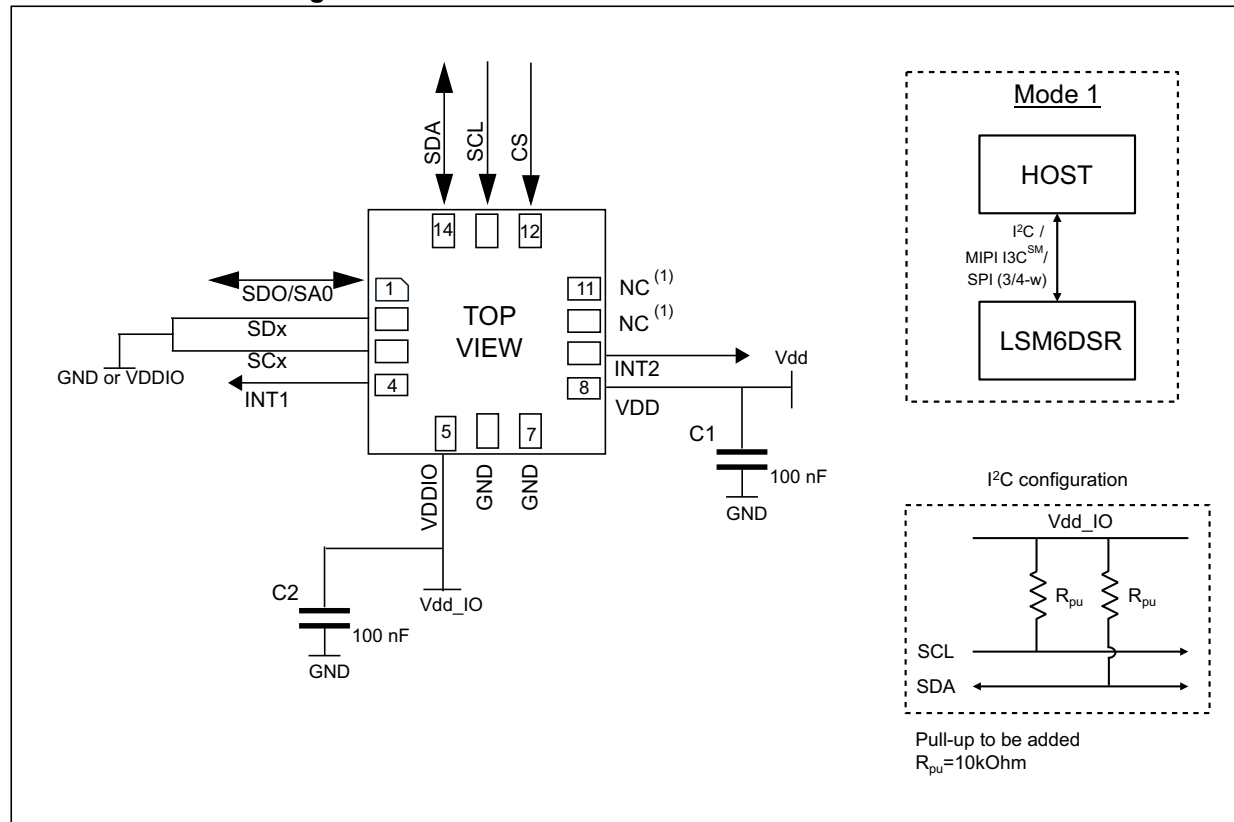 SDA
SCL
CS
14
12
SDO/SA0
1
SDx
SCx
GND or VDDIO
INT1
4
TOP
VIEW
11
NC (1)
NC (1)
INT2
8
VDD
Vdd
C1
100 nF
GND
5
7
VDDIO
GND
GND
C2
100 nF
GND
Vdd_IO
Mode 1
HOST
I²C /
MIPI I3C^SM/
SPI (3/4-w)
LSM6DSR
I²C configuration
Vdd_IO
Rpu
Rpu
SCL
SDA
Pull-up to be added
Rpu=10kOhm